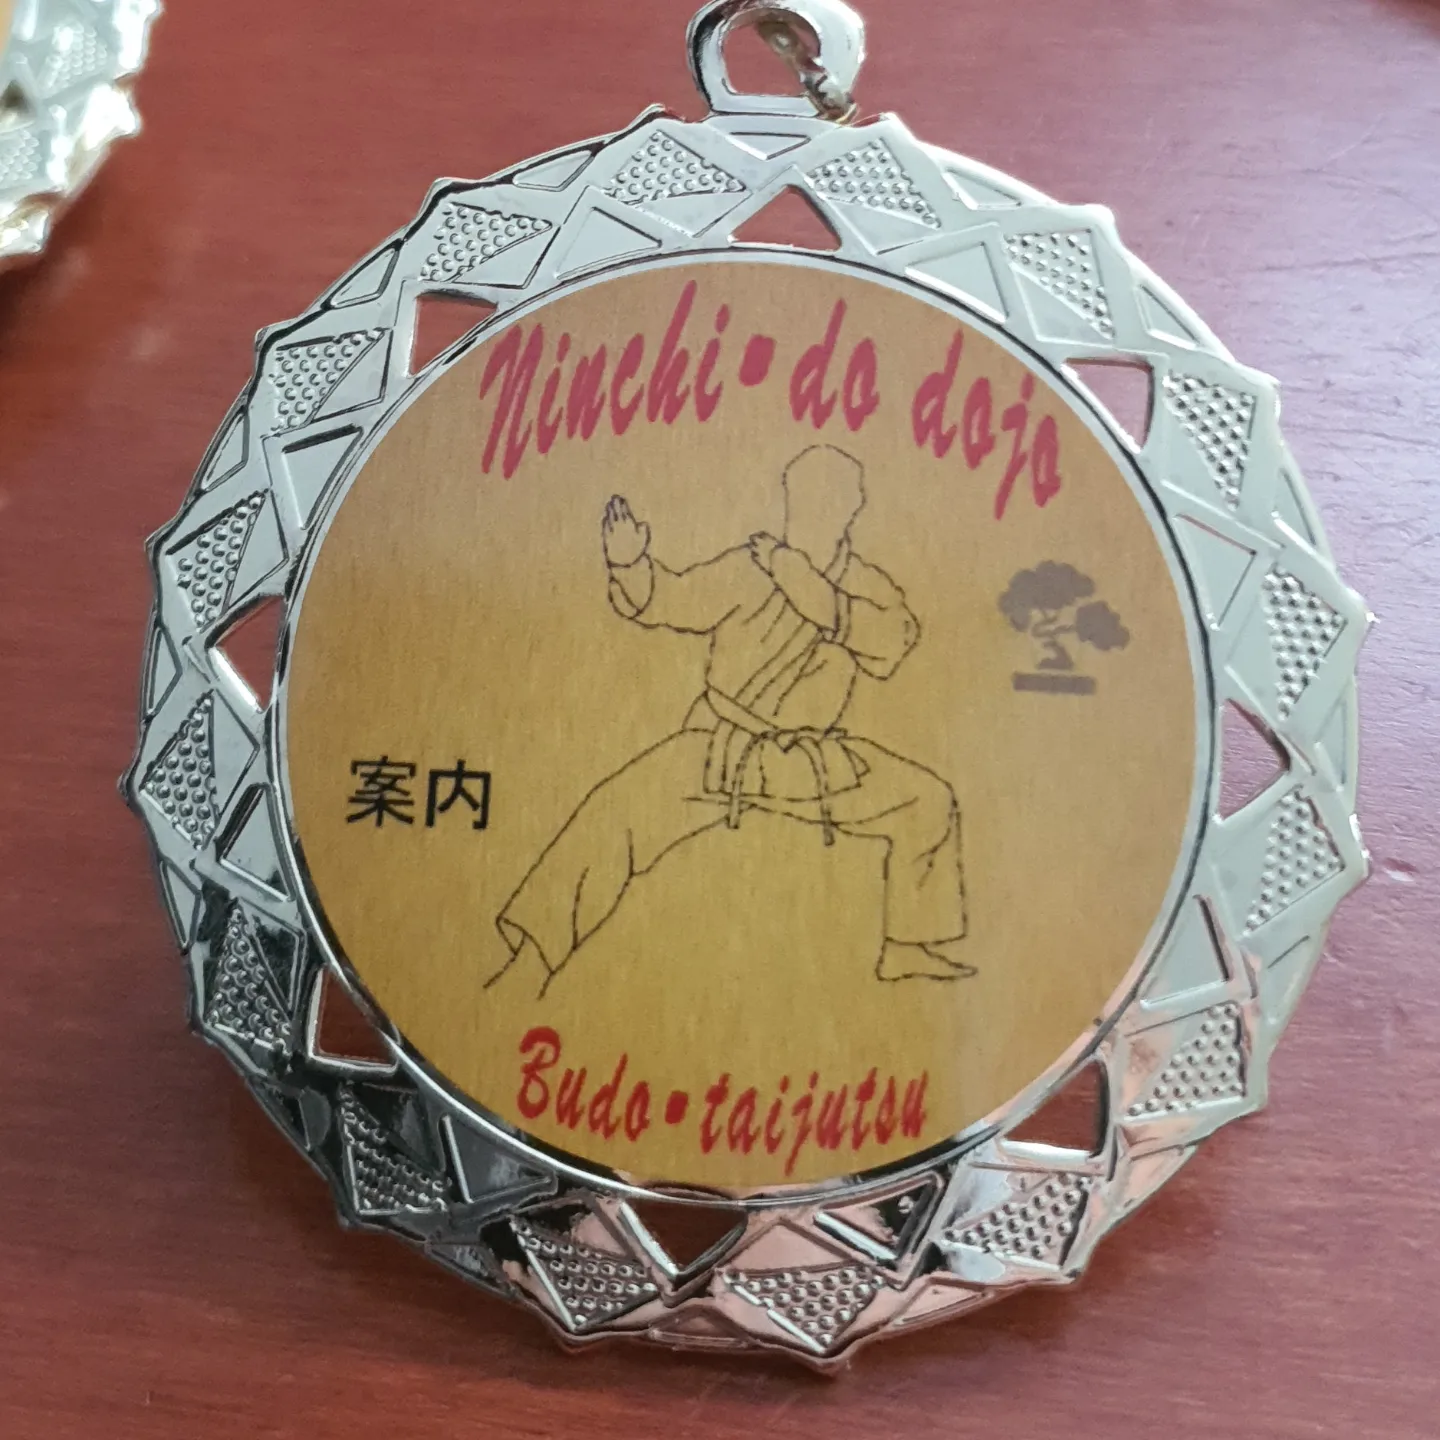 Ninchi·do dojo
案内
Budo·taijutsu